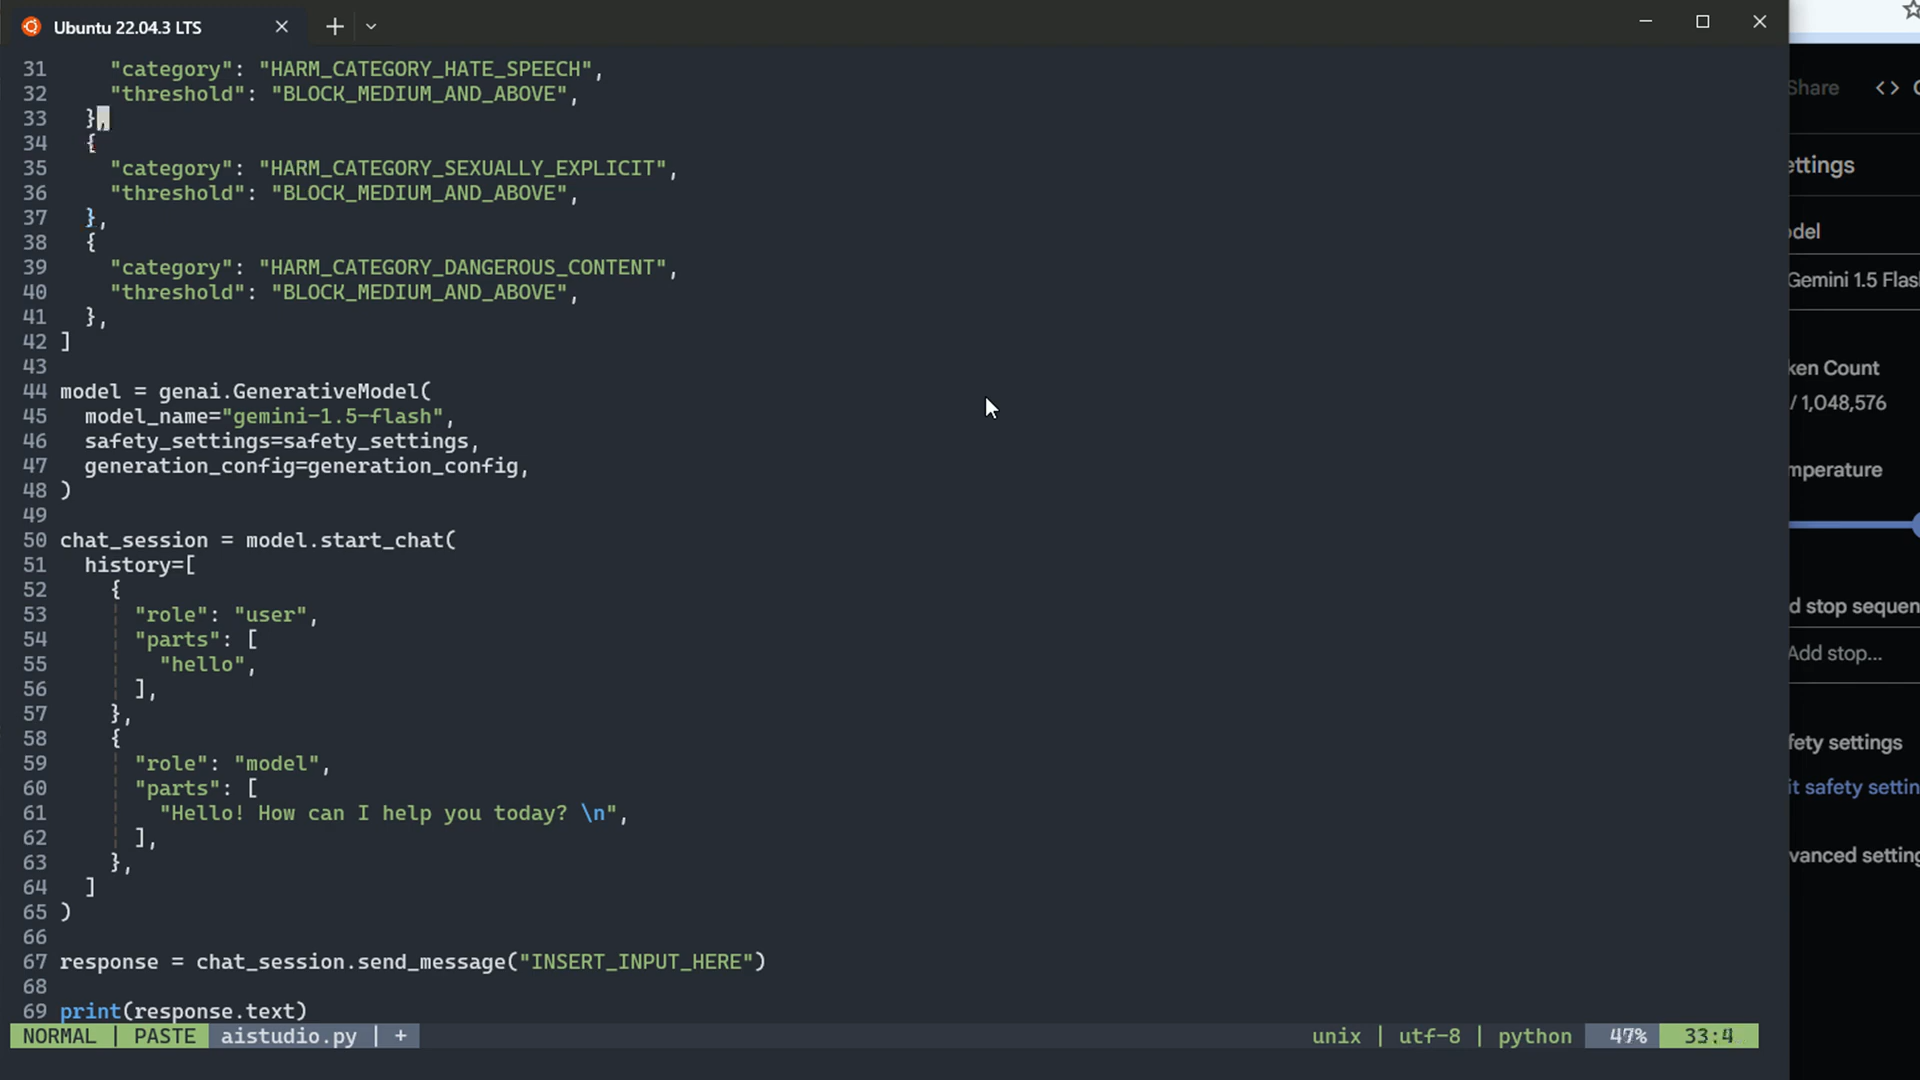 Ubuntu 22.04.3 LTS
31 "category": "HARM_CATEGORY_HATE_SPEECH",
32 "threshold": "BLOCK_MEDIUM_AND_ABOVE",
33 },
34 {
35 "category": "HARM_CATEGORY_SEXUALLY_EXPLICIT",
36 "threshold": "BLOCK_MEDIUM_AND_ABOVE",
37 },
38 {
39 "category": "HARM_CATEGORY_DANGEROUS_CONTENT",
40 "threshold": "BLOCK_MEDIUM_AND_ABOVE",
41 },
42 ]
43
44 model = genai.GenerativeModel(
45 model_name="gemini-1.5-flash",
46 safety_settings=safety_settings,
47 generation_config=generation_config,
48 )
49
50 chat_session = model.start_chat(
51 history=[
52 {
53 "role": "user",
54 "parts": [
55 "hello",
56 ],
57 },
58 {
59 "role": "model",
60 "parts": [
61 "Hello! How can I help you today? \n",
62 ],
63 },
64 ]
65 )
66
67 response = chat_session.send_message("INSERT_INPUT_HERE")
68
69 print(response.text)
NORMAL | PASTE aistudio.py | + unix | utf-8 | python 47% 33:4
Share <> C
ettings
odel
Gemini 1.5 Flas
ken Count
/ 1,048,576
mperature
d stop sequen
Add stop...
fety settings
it safety settin
vanced setting